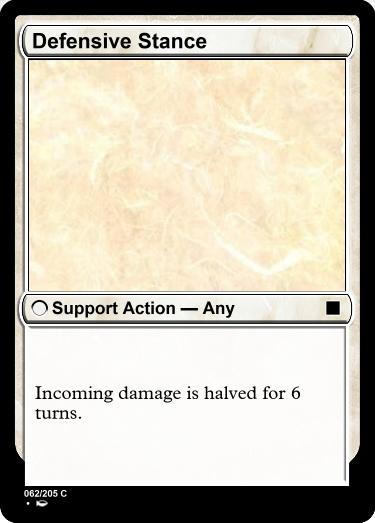 Defensive Stance
Support Action — Any
Incoming damage is halved for 6
turns.
062/205 C